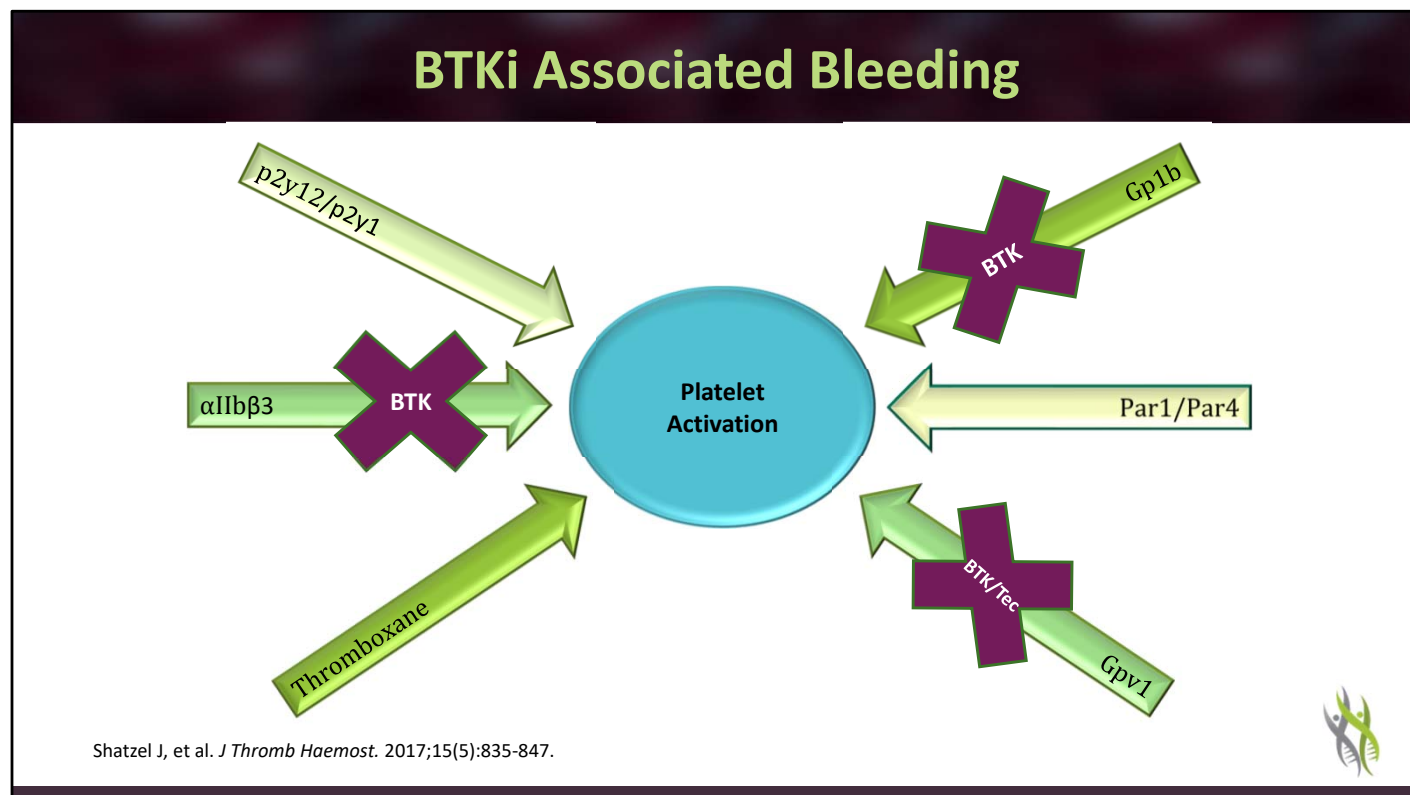 BTKi Associated Bleeding
p2y12/p2y1
Gp1b
BTK
αIIbβ3
BTK
Platelet
Activation
Par1/Par4
Thromboxane
BTK/Tec
Gpv1
Shatzel J, et al. J Thromb Haemost. 2017;15(5):835-847.